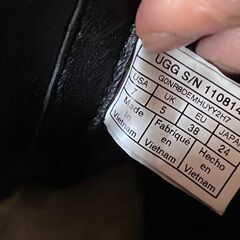 UGG S/N 110814
USA UK EU JAPAN
7 5 38 24
Made in Vietnam
Fabriqué en Vietnam
Hecho en Vietnam